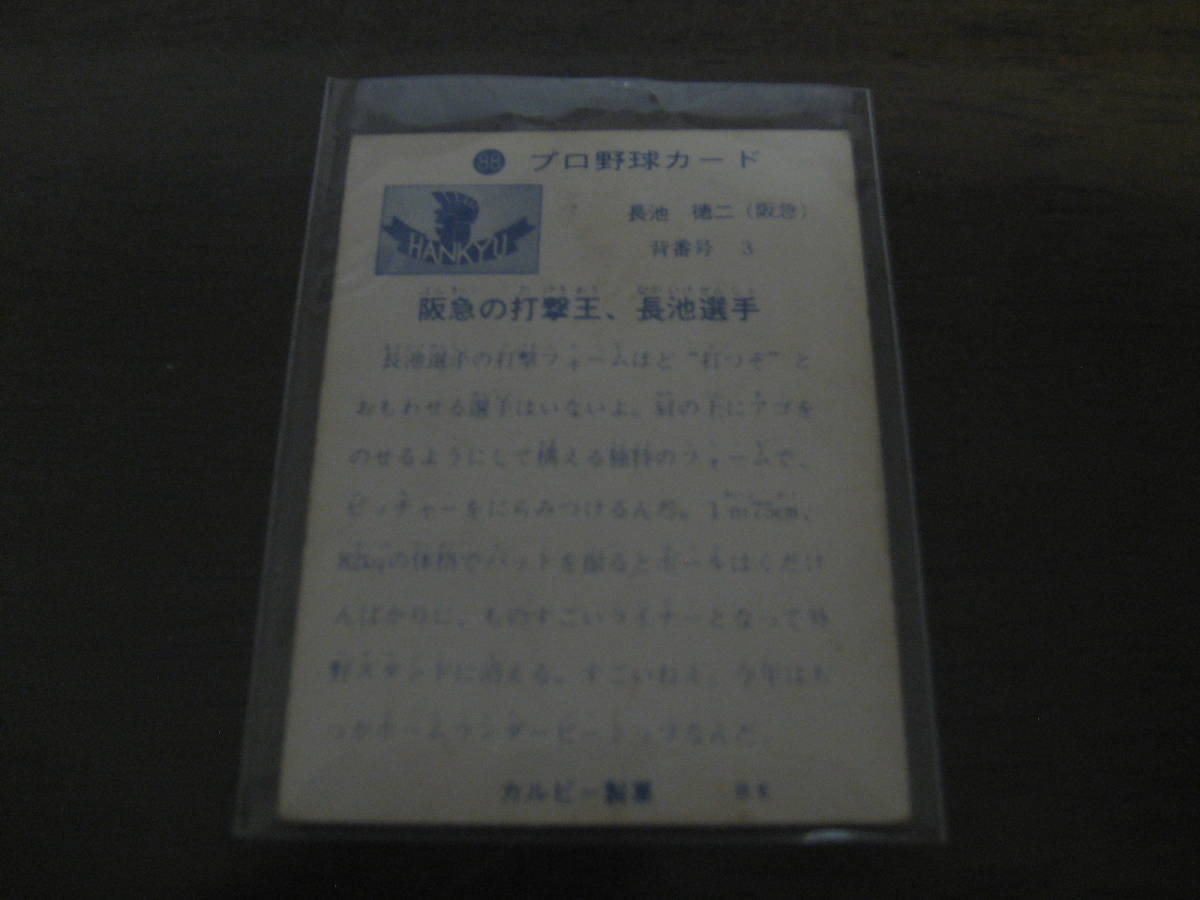 88 プロ野球カード
HANKYU
長池 徳二(阪急)
背番号 3
阪急の打撃王、長池選手
長池選手の打撃フォームほど“打つぞ”と
おもわせる選手はいないよ。肩の上にアゴを
のせるようにして構える独特のフォームで、
ピッチャーをにらみつけるんだ。1m75cm、
82kgの体格でバットを振るとボールはくだけ
んばかりに、ものすごいライナーとなって外
野スタンドに消える。すごいねえ。今年はも
っかホームランダービートップなんだ。
カルビー製菓